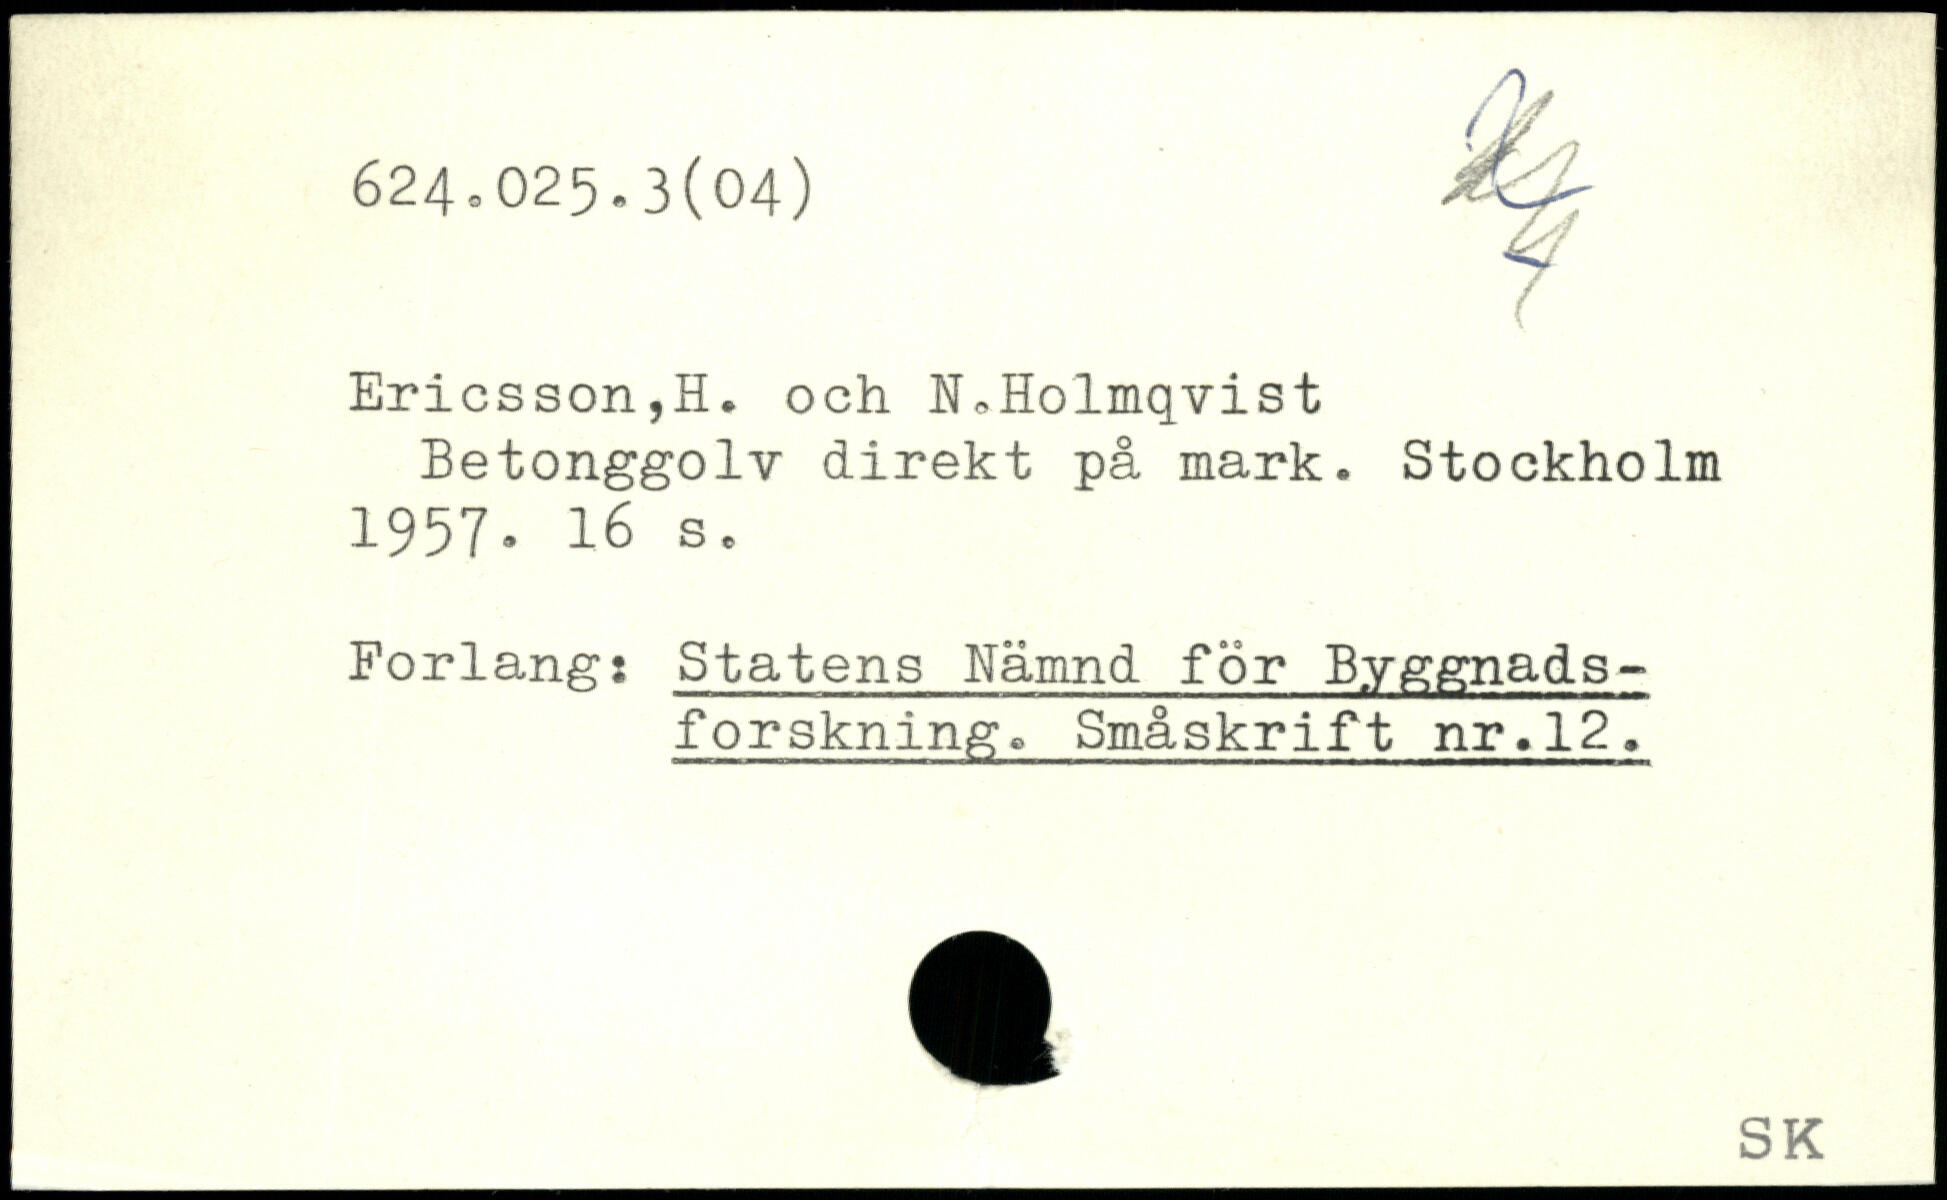 624.025.3(04)
Ericsson,H. och N.Holmqvist
Betonggolv direkt på mark. Stockholm
1957. 16 s.
Forlang: Statens Nämnd för Byggnads-
forskning. Småskrift nr.12.
SK